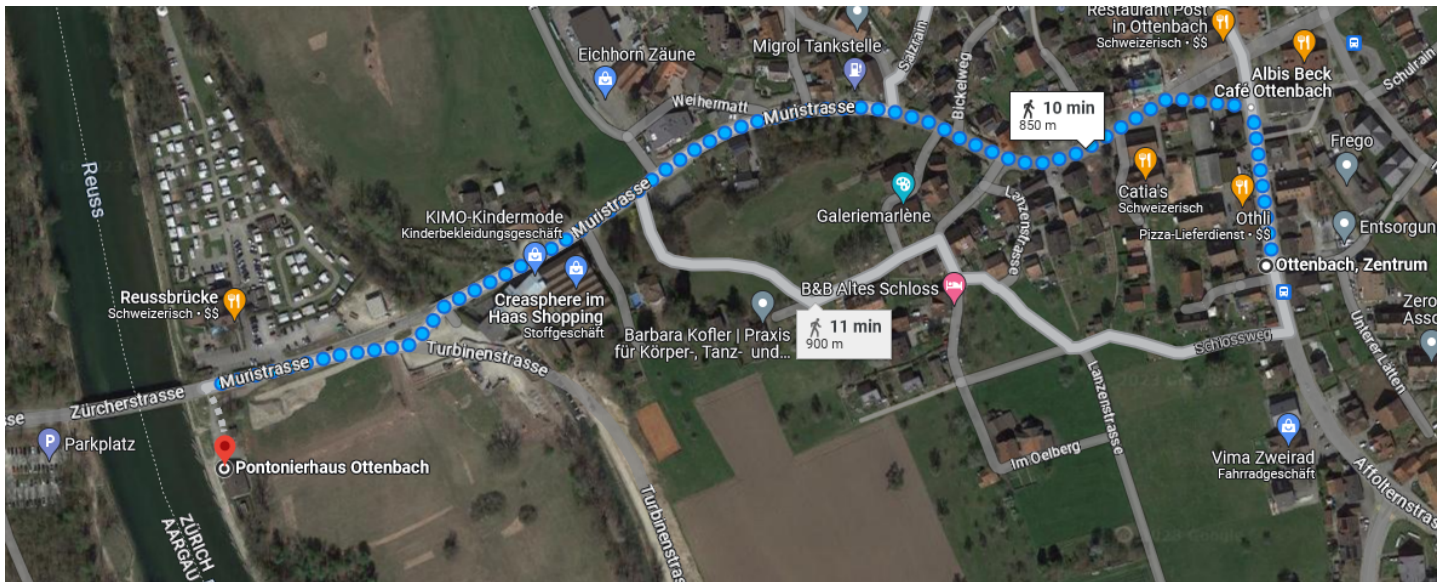 Restaurant Post
in Ottenbach
Schweizerisch • $$
Eichhorn Zäune
Migrol Tankstelle
Salzrain
Albis Beck
Café Ottenbach
Schulrain
Weihermatt
Muristrasse
Bickelweg
10 min
850 m
Frego
Reuss
Catia's
Schweizerisch
Muristrasse
Galeriemarlène
Lanzenstrasse
Othli
Pizza-Lieferdienst • $$
KIMO-Kindermode
Kinderbekleidungsgeschäft
Entsorgun
Ottenbach, Zentrum
Reussbrücke
Schweizerisch • $$
Creasphere im
Haas Shopping
Stoffgeschäft
B&B Altes Schloss
Barbara Kofler | Praxis
für Körper-, Tanz- und...
11 min
900 m
Zero
Asso
Schlossweg
Unterer Lätten
Turbinenstrasse
Muristrasse
Zürcherstrasse
sse
Lanzenstrasse
P
Parkplatz
Pontonierhaus Ottenbach
Im Oelberg
Vima Zweirad
Fahrradgeschäft
Affolternstras
Turbinenstras
ZÜRICH
AARGAU